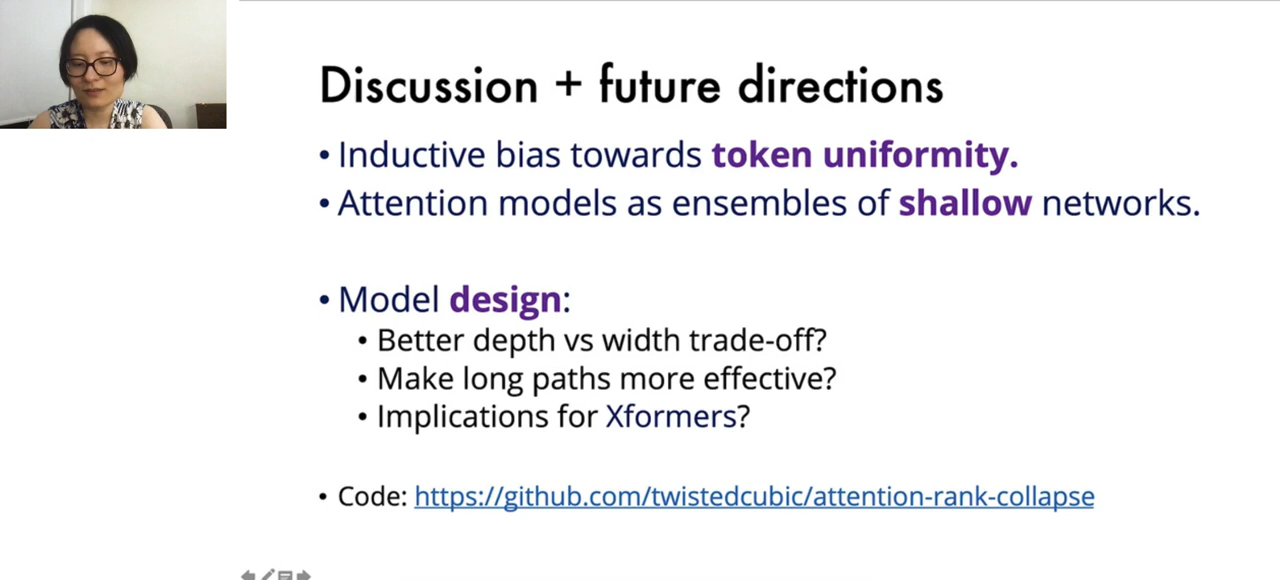 Discussion + future directions
• Inductive bias towards token uniformity.
• Attention models as ensembles of shallow networks.
• Model design:
• Better depth vs width trade-off?
• Make long paths more effective?
• Implications for Xformers?
• Code: https://github.com/twistedcubic/attention-rank-collapse